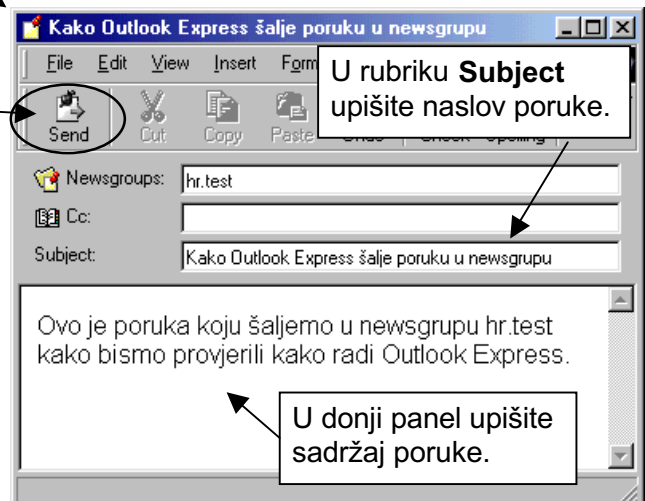 Kako Outlook Express šalje poruku u newsgrupu
File Edit View Insert
U rubriku Subject
upišite naslov poruke.
Send Cut Copy Paste
Newsgroups: hr.test
Cc:
Subject: Kako Outlook Express šalje poruku u newsgrupu
Ovo je poruka koju šaljemo u newsgrupu hr.test
kako bismo provjerili kako radi Outlook Express.
U donji panel upišite
sadržaj poruke.